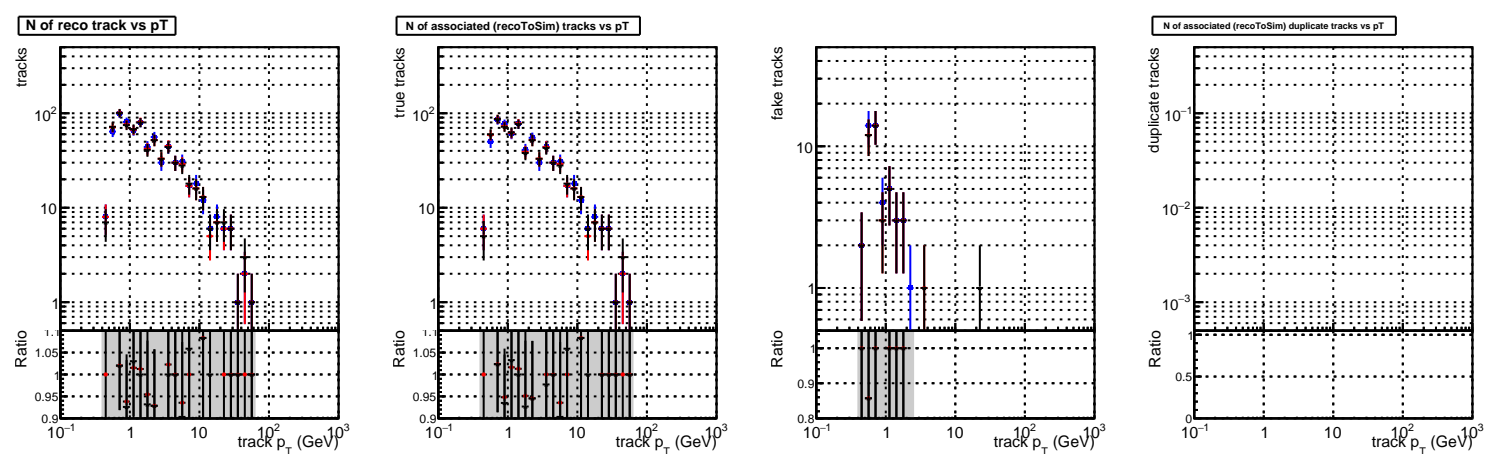 N of reco track vs pT
tracks
10²
10
1
Ratio
1.1
1.05
1
0.95
0.9
10⁻¹ 1 10 10² 10³
track p_T (GeV)
N of associated (recoToSim) tracks vs pT
true tracks
10²
10
1
Ratio
1.1
1.05
1
0.95
0.9
10⁻¹ 1 10 10² 10³
track p_T (GeV)
fake tracks
10
1
Ratio
1
0.9
0.8
10⁻¹ 1 10 10² 10³
track p_T (GeV)
N of associated (recoToSim) duplicate tracks vs pT
duplicate tracks
10⁻¹
10⁻²
10⁻³
Ratio
1
0.5
0
10⁻¹ 1 10 10² 10³
track p_T (GeV)